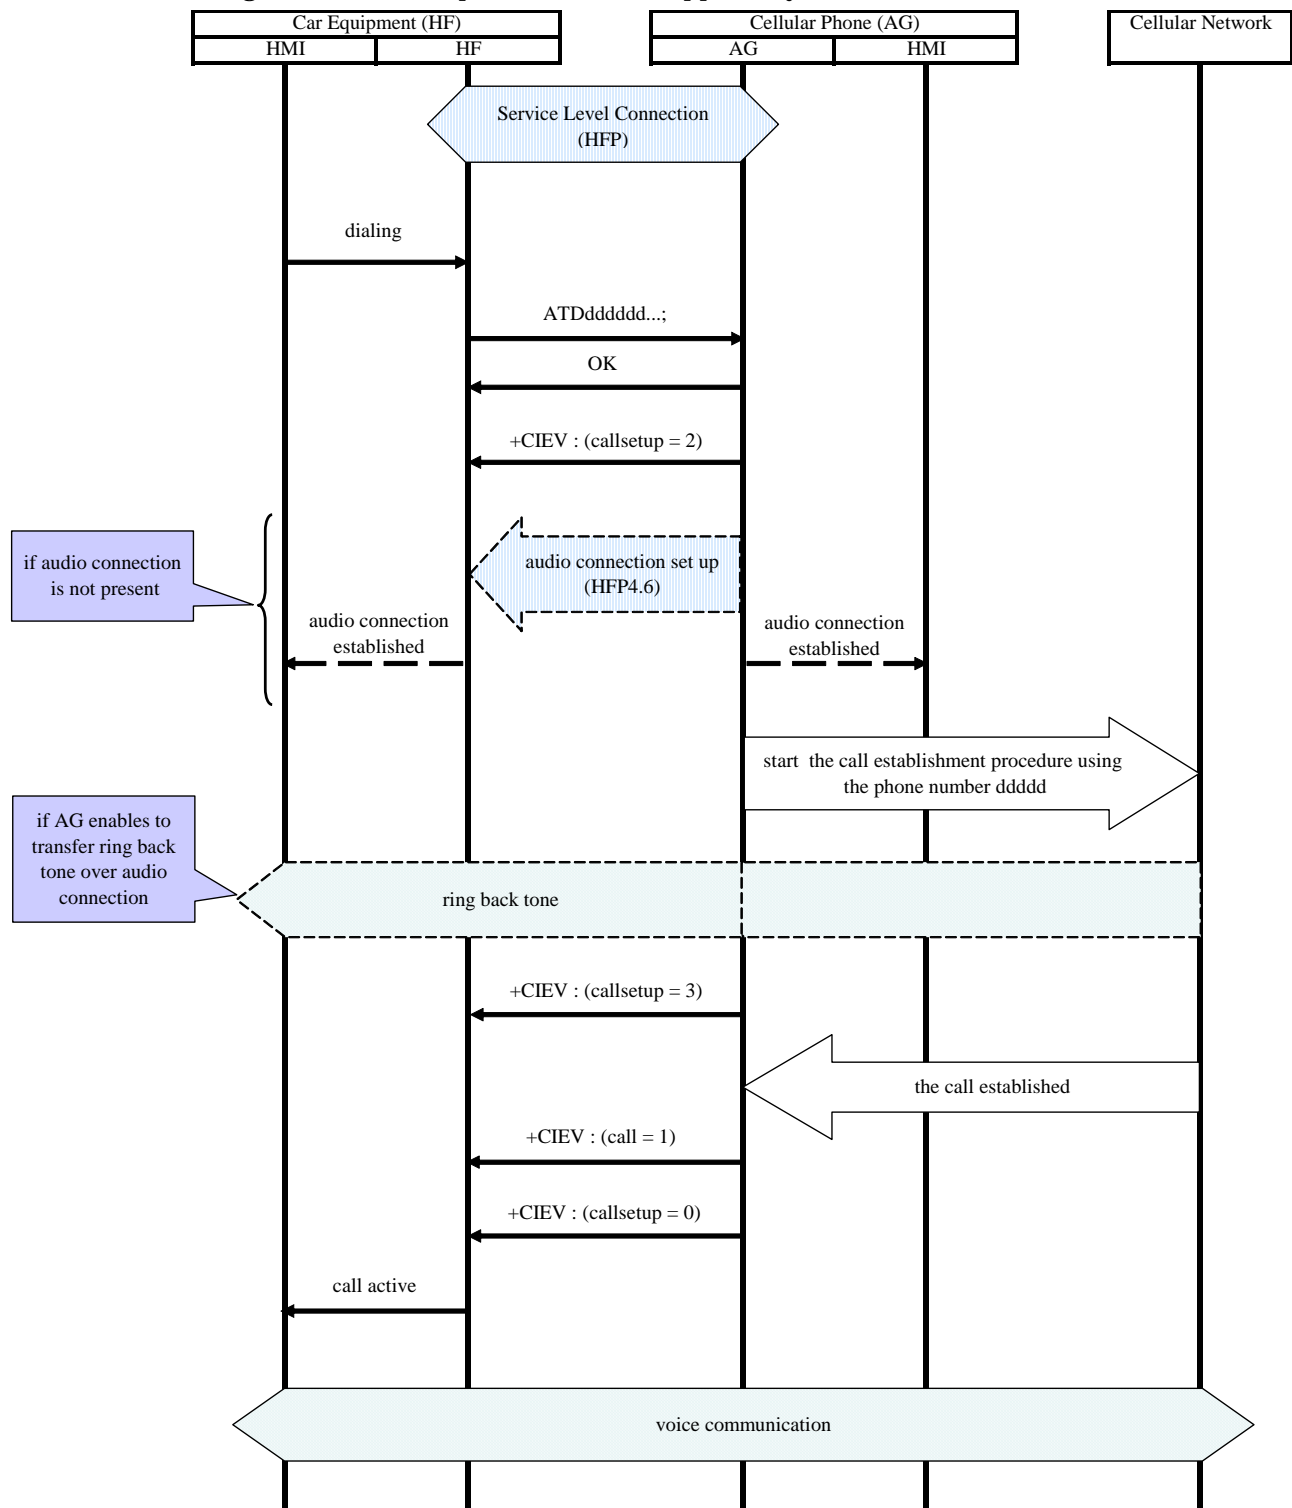 Car Equipment (HF)
Cellular Phone (AG)
Cellular Network
HMI
HF
AG
HMI
Service Level Connection
(HFP)
dialing
ATDdddddd...;
OK
+CIEV : (callsetup = 2)
if audio connection
is not present
audio connection set up
(HFP4.6)
audio connection
established
audio connection
established
start the call establishment procedure using
the phone number ddddd
if AG enables to
transfer ring back
tone over audio
connection
ring back tone
+CIEV : (callsetup = 3)
the call established
+CIEV : (call = 1)
+CIEV : (callsetup = 0)
call active
voice communication